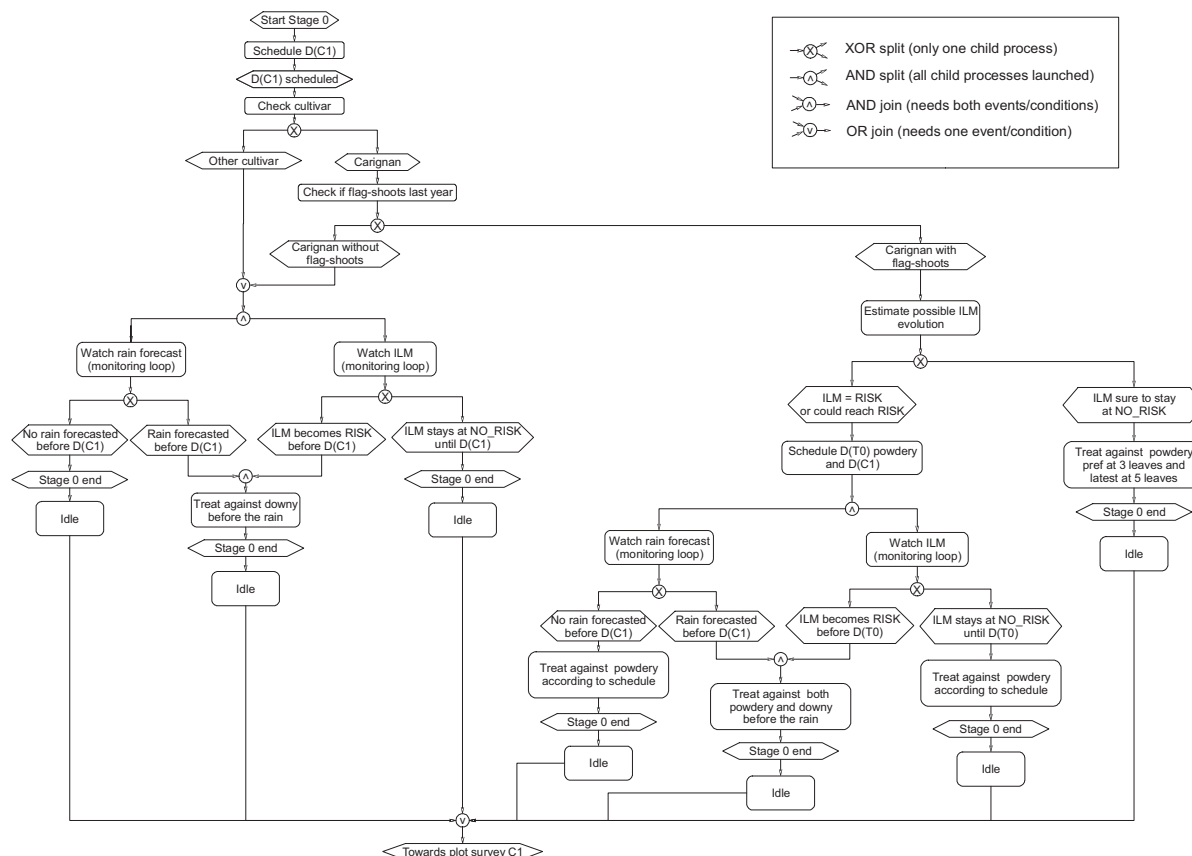 Start Stage 0
Schedule D(C1)
D(C1) scheduled
Check cultivar
X
Other cultivar
Carignan
Check if flag-shoots last year
X
Carignan without
flag-shoots
Carignan with
flag-shoots
v
Estimate possible ILM
evolution
^
Watch rain forecast
(monitoring loop)
Watch ILM
(monitoring loop)
X
X
X
No rain forecasted
before D(C1)
Rain forecasted
before D(C1)
ILM becomes RISK
before D(C1)
ILM stays at NO_RISK
until D(C1)
ILM = RISK
or could reach RISK
ILM sure to stay
at NO_RISK
Stage 0 end
^
Stage 0 end
Schedule D(T0) powdery
and D(C1)
Treat against powdery
pref at 3 leaves and
latest at 5 leaves
Idle
Treat against downy
before the rain
Idle
^
Stage 0 end
Stage 0 end
Idle
Watch rain forecast
(monitoring loop)
Watch ILM
(monitoring loop)
Idle
X
X
No rain forecasted
before D(C1)
Rain forecasted
before D(C1)
ILM becomes RISK
before D(T0)
ILM stays at NO_RISK
until D(T0)
^
Treat against powdery
according to schedule
Treat against both
powdery and downy
before the rain
Treat against powdery
according to schedule
Stage 0 end
Stage 0 end
Stage 0 end
Idle
Idle
Idle
v
Towards plot survey C1
X
XOR split (only one child process)
^
AND split (all child processes launched)
^
AND join (needs both events/conditions)
v
OR join (needs one event/condition)